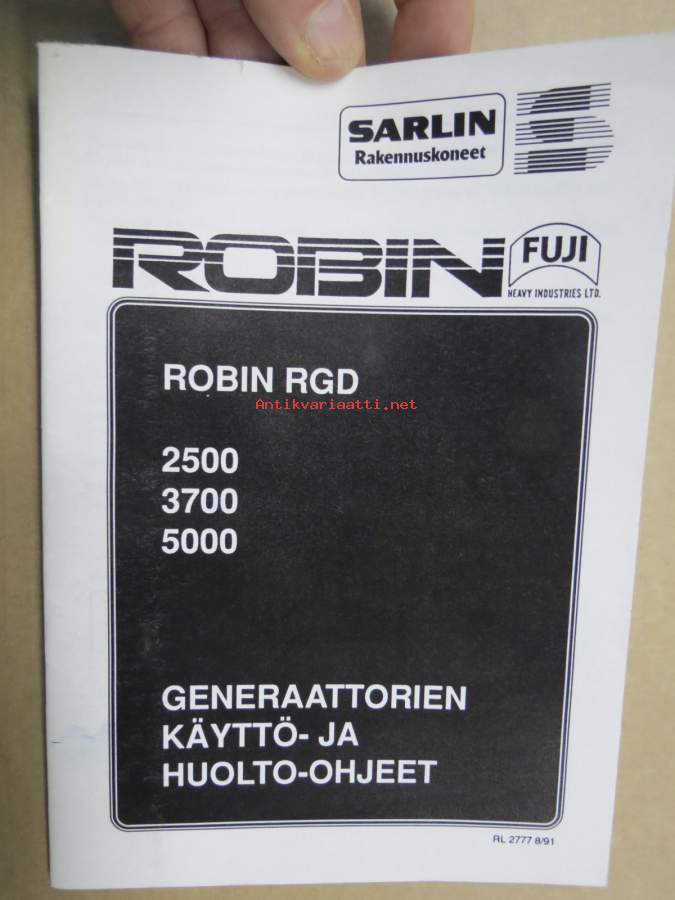 SARLIN
Rakennuskoneet
ROBIN
FUJI
HEAVY INDUSTRIES LTD.
ROBIN RGD
Antikvariaatti.net
2500
3700
5000
GENERAATTORIEN
KÄYTTÖ- JA
HUOLTO-OHJEET
RL 2777 8/91